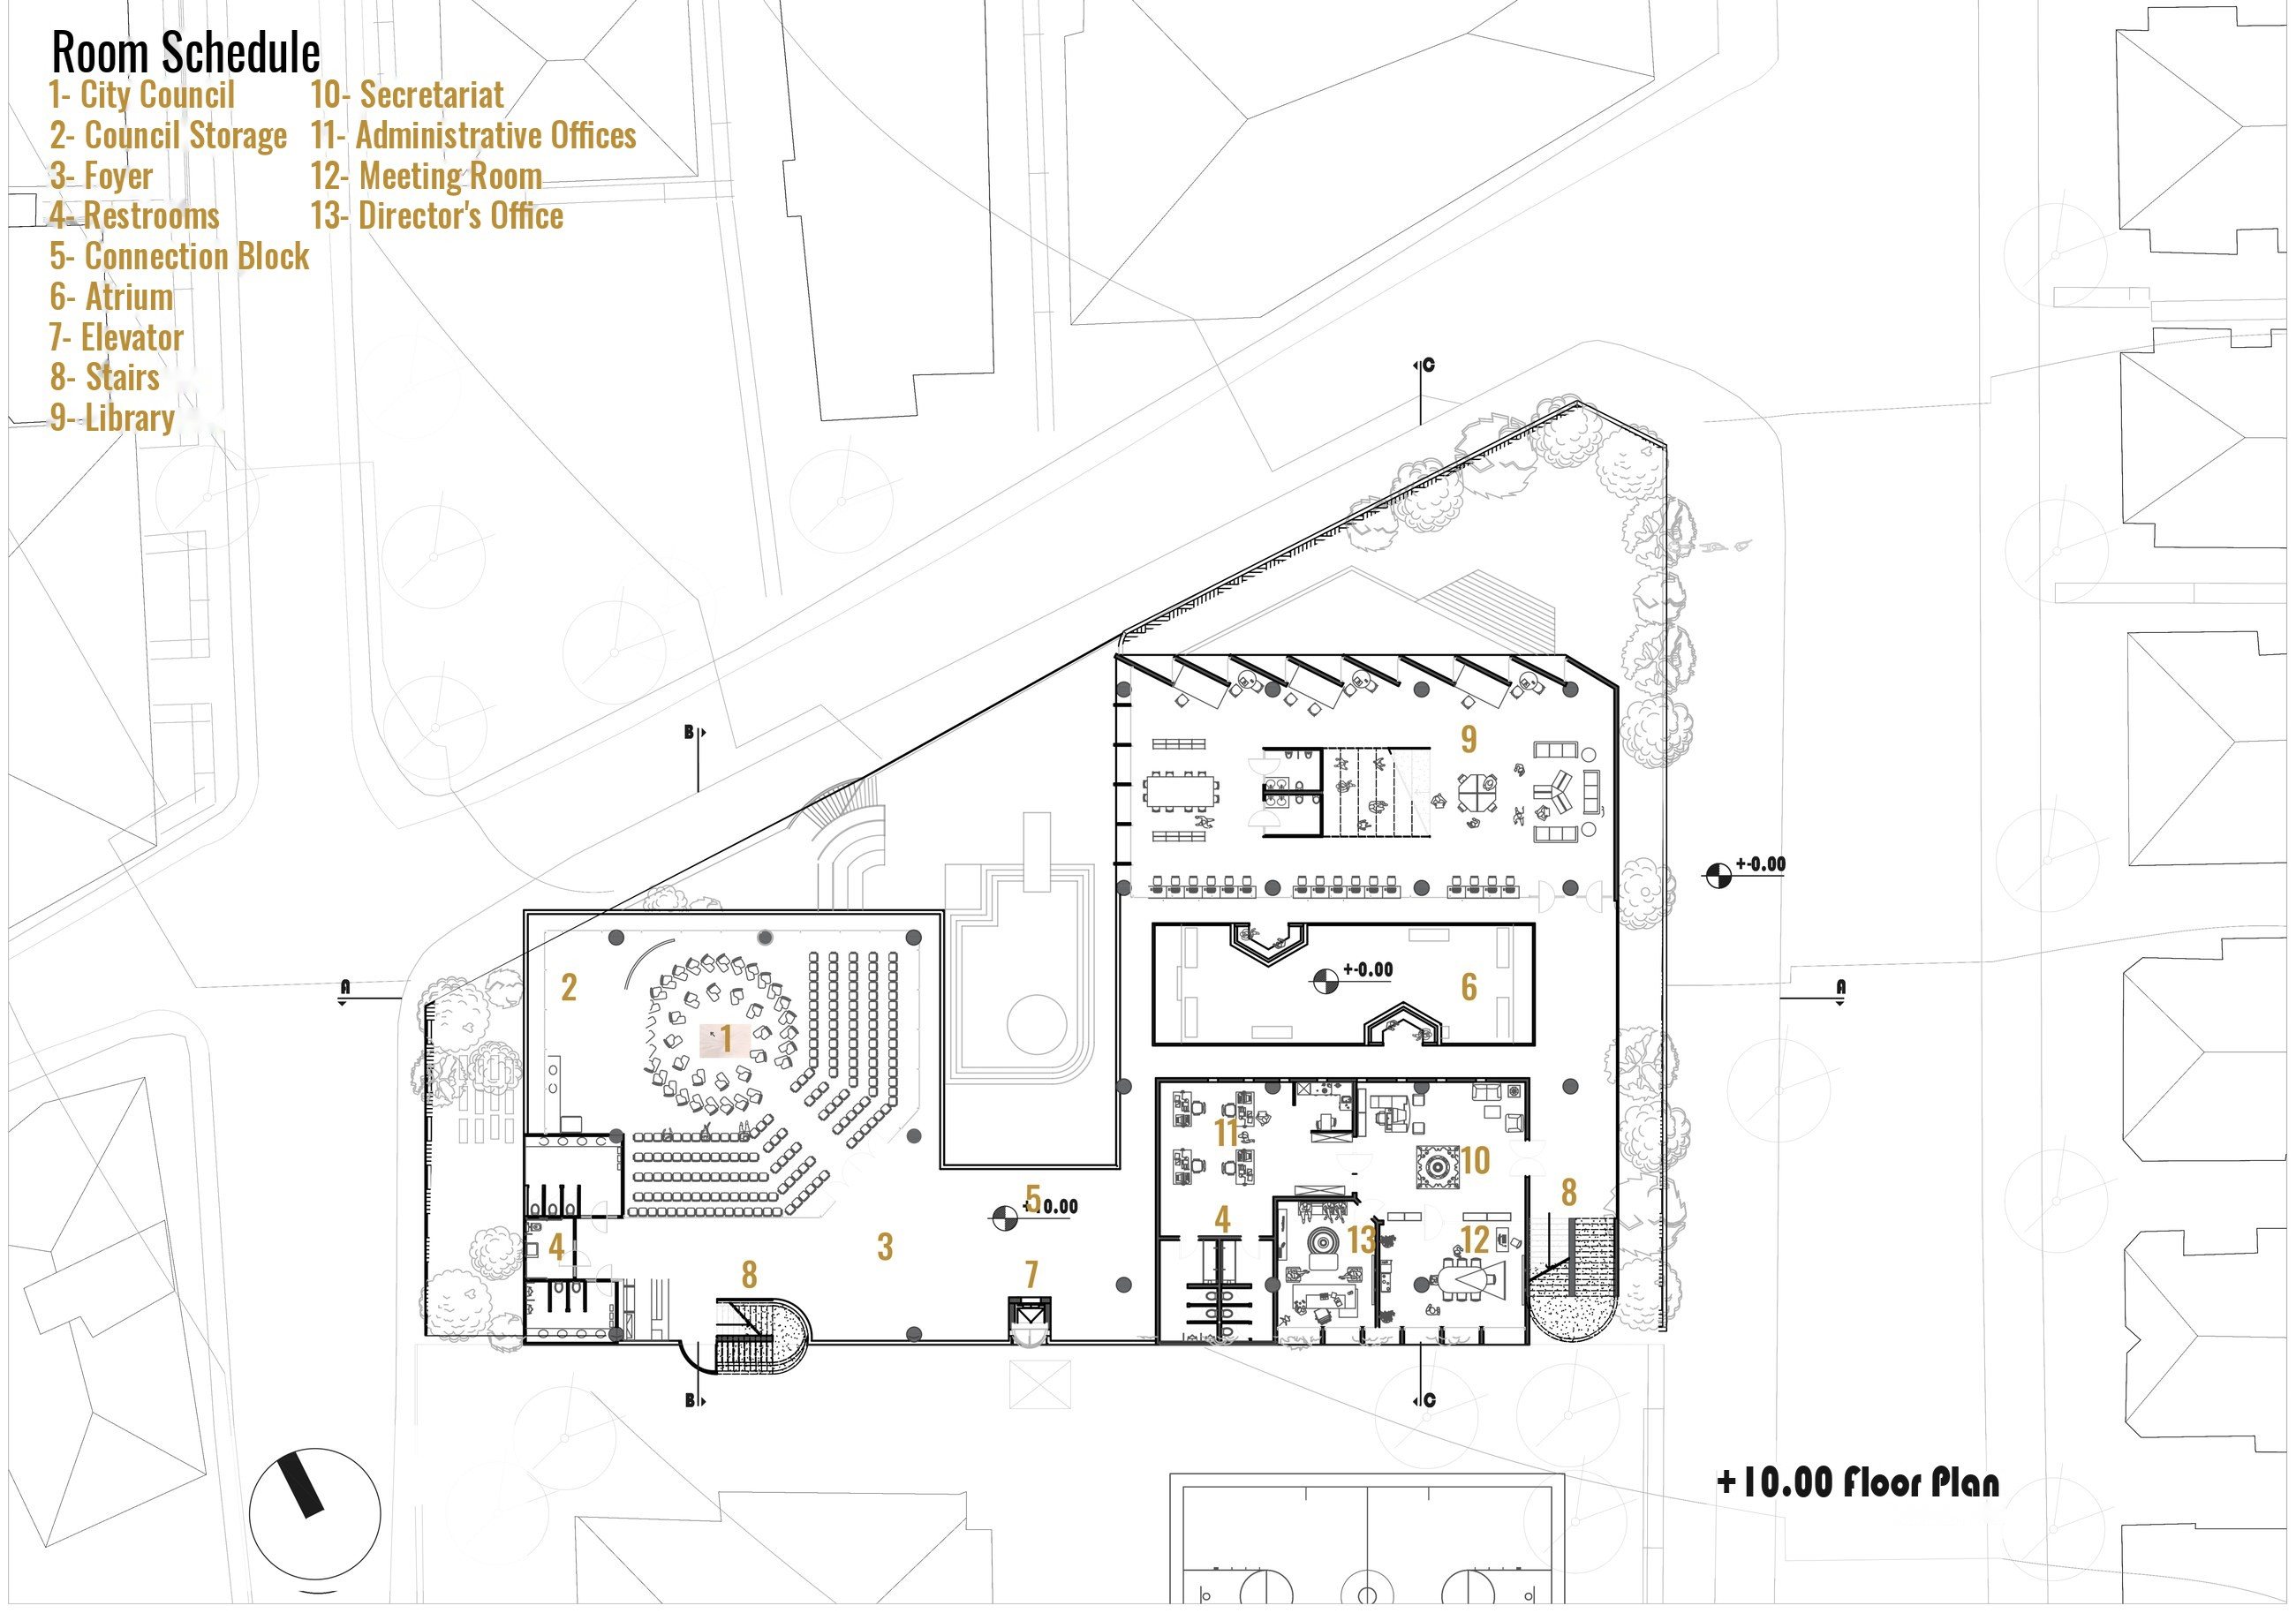 Room Schedule
1- City Council
2- Council Storage
3- Foyer
4- Restrooms
5- Connection Block
6- Atrium
7- Elevator
8- Stairs
9- Library
10- Secretariat
11- Administrative Offices
12- Meeting Room
13- Director's Office
C
B
9
+-0.00
A
2
1
+-0.00
6
A
11
10
5
+10.00
8
4
3
4
13
12
8
7
B
C
+10.00 Floor Plan